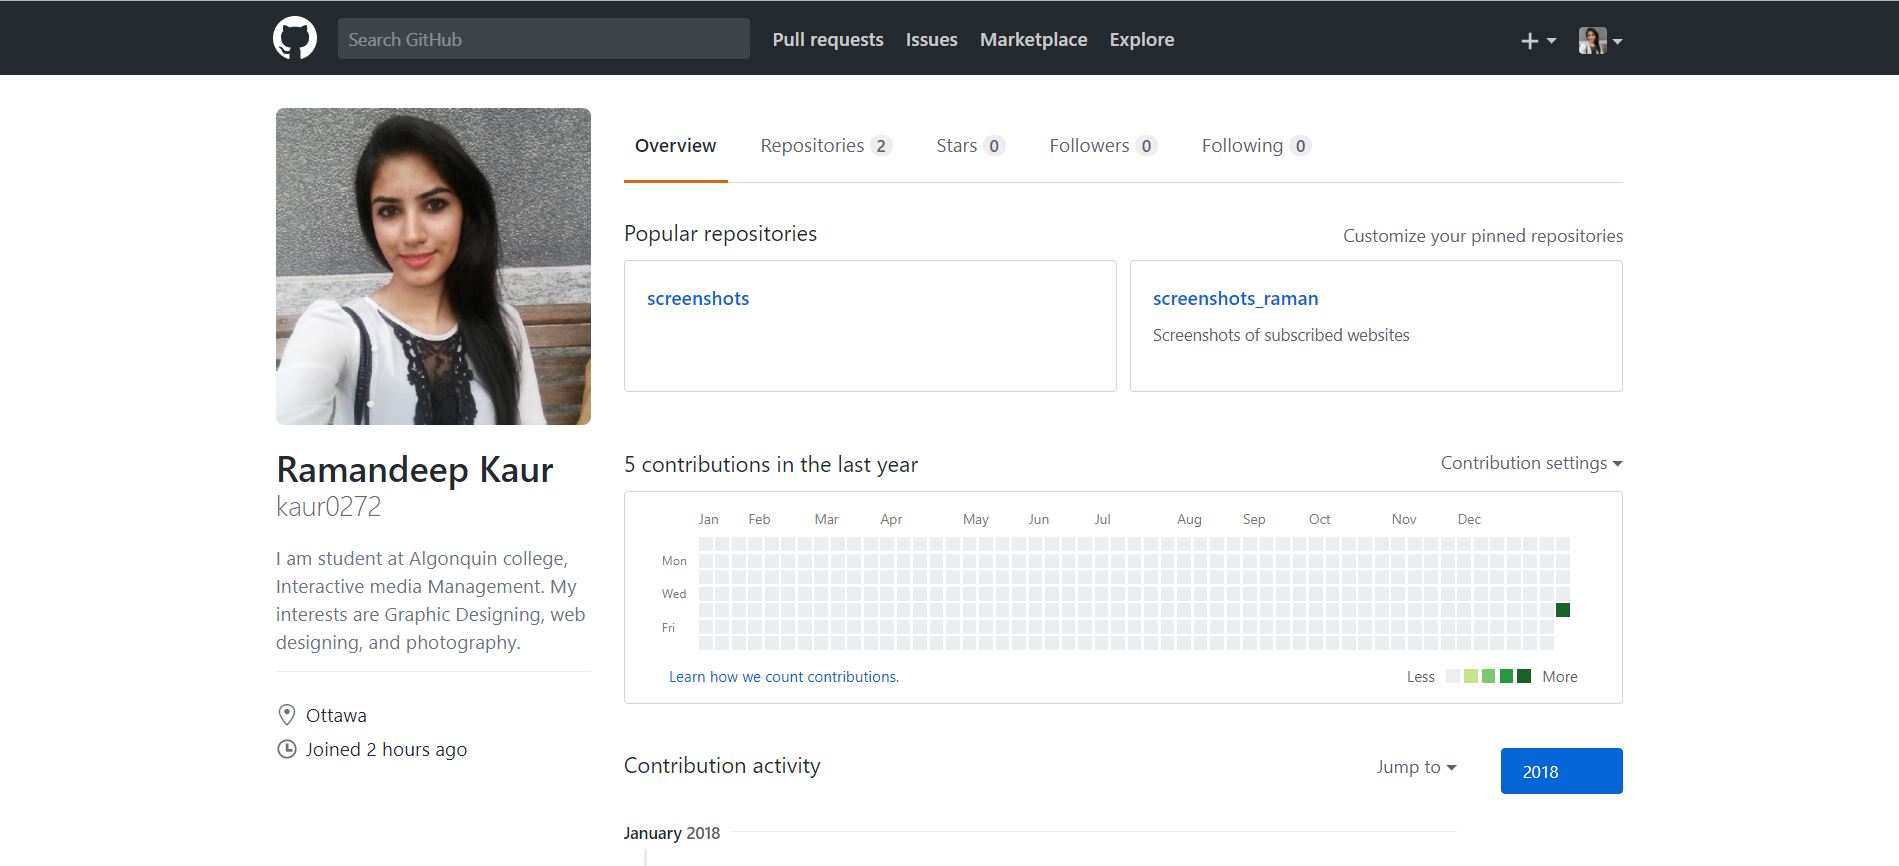 Search GitHub
Pull requests
Issues
Marketplace
Explore
Overview
Repositories 2
Stars 0
Followers 0
Following 0
Popular repositories
Customize your pinned repositories
screenshots
screenshots_raman
Screenshots of subscribed websites
Ramandeep Kaur
kaur0272
I am student at Algonquin college,
Interactive media Management. My
interests are Graphic Designing, web
designing, and photography.
Ottawa
Joined 2 hours ago
5 contributions in the last year
Contribution settings
Jan Feb Mar Apr May Jun Jul Aug Sep Oct Nov Dec
Mon
Wed
Fri
Learn how we count contributions.
Less
More
Contribution activity
Jump to
2018
January 2018